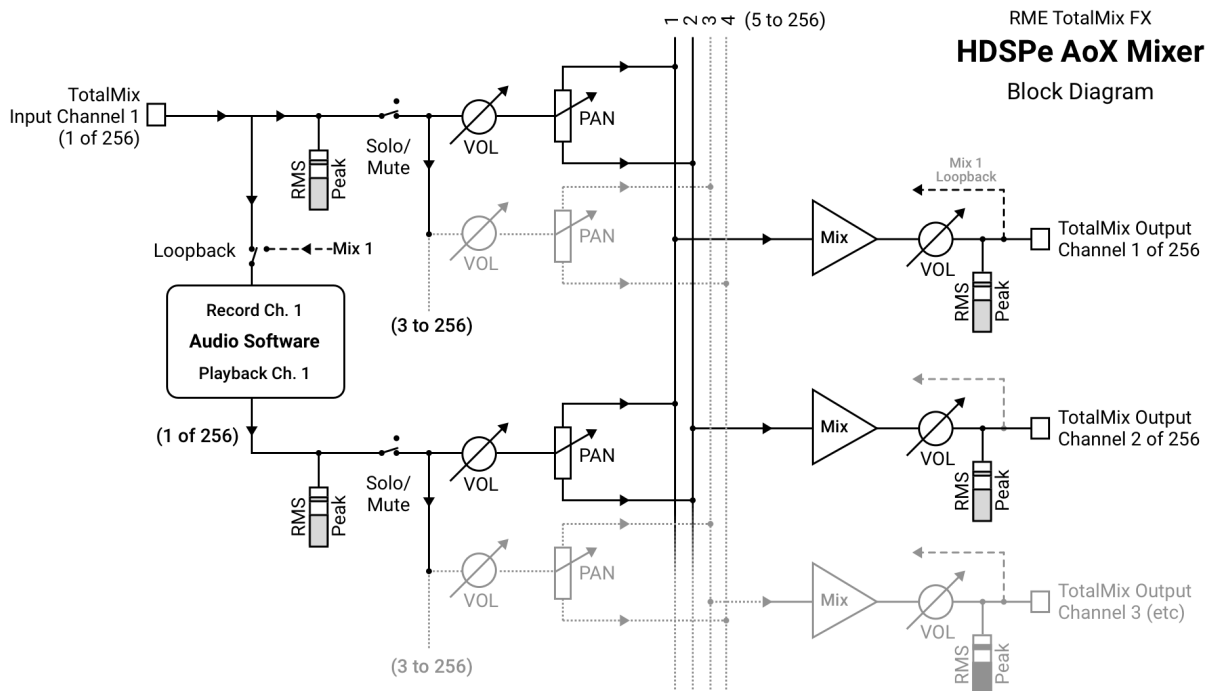 1 2 3 4 (5 to 256)
RME TotalMix FX
HDSPe AoX Mixer
Block Diagram
TotalMix
Input Channel 1
(1 of 256)
RMS
Peak
Solo/
Mute
VOL
PAN
VOL
PAN
(3 to 256)
Loopback
Mix 1
Record Ch. 1
Audio Software
Playback Ch. 1
(1 of 256)
RMS
Peak
Solo/
Mute
VOL
PAN
VOL
PAN
(3 to 256)
Mix 1
Loopback
Mix
VOL
RMS
Peak
TotalMix Output
Channel 1 of 256
Mix
VOL
RMS
Peak
TotalMix Output
Channel 2 of 256
Mix
VOL
RMS
Peak
TotalMix Output
Channel 3 (etc)